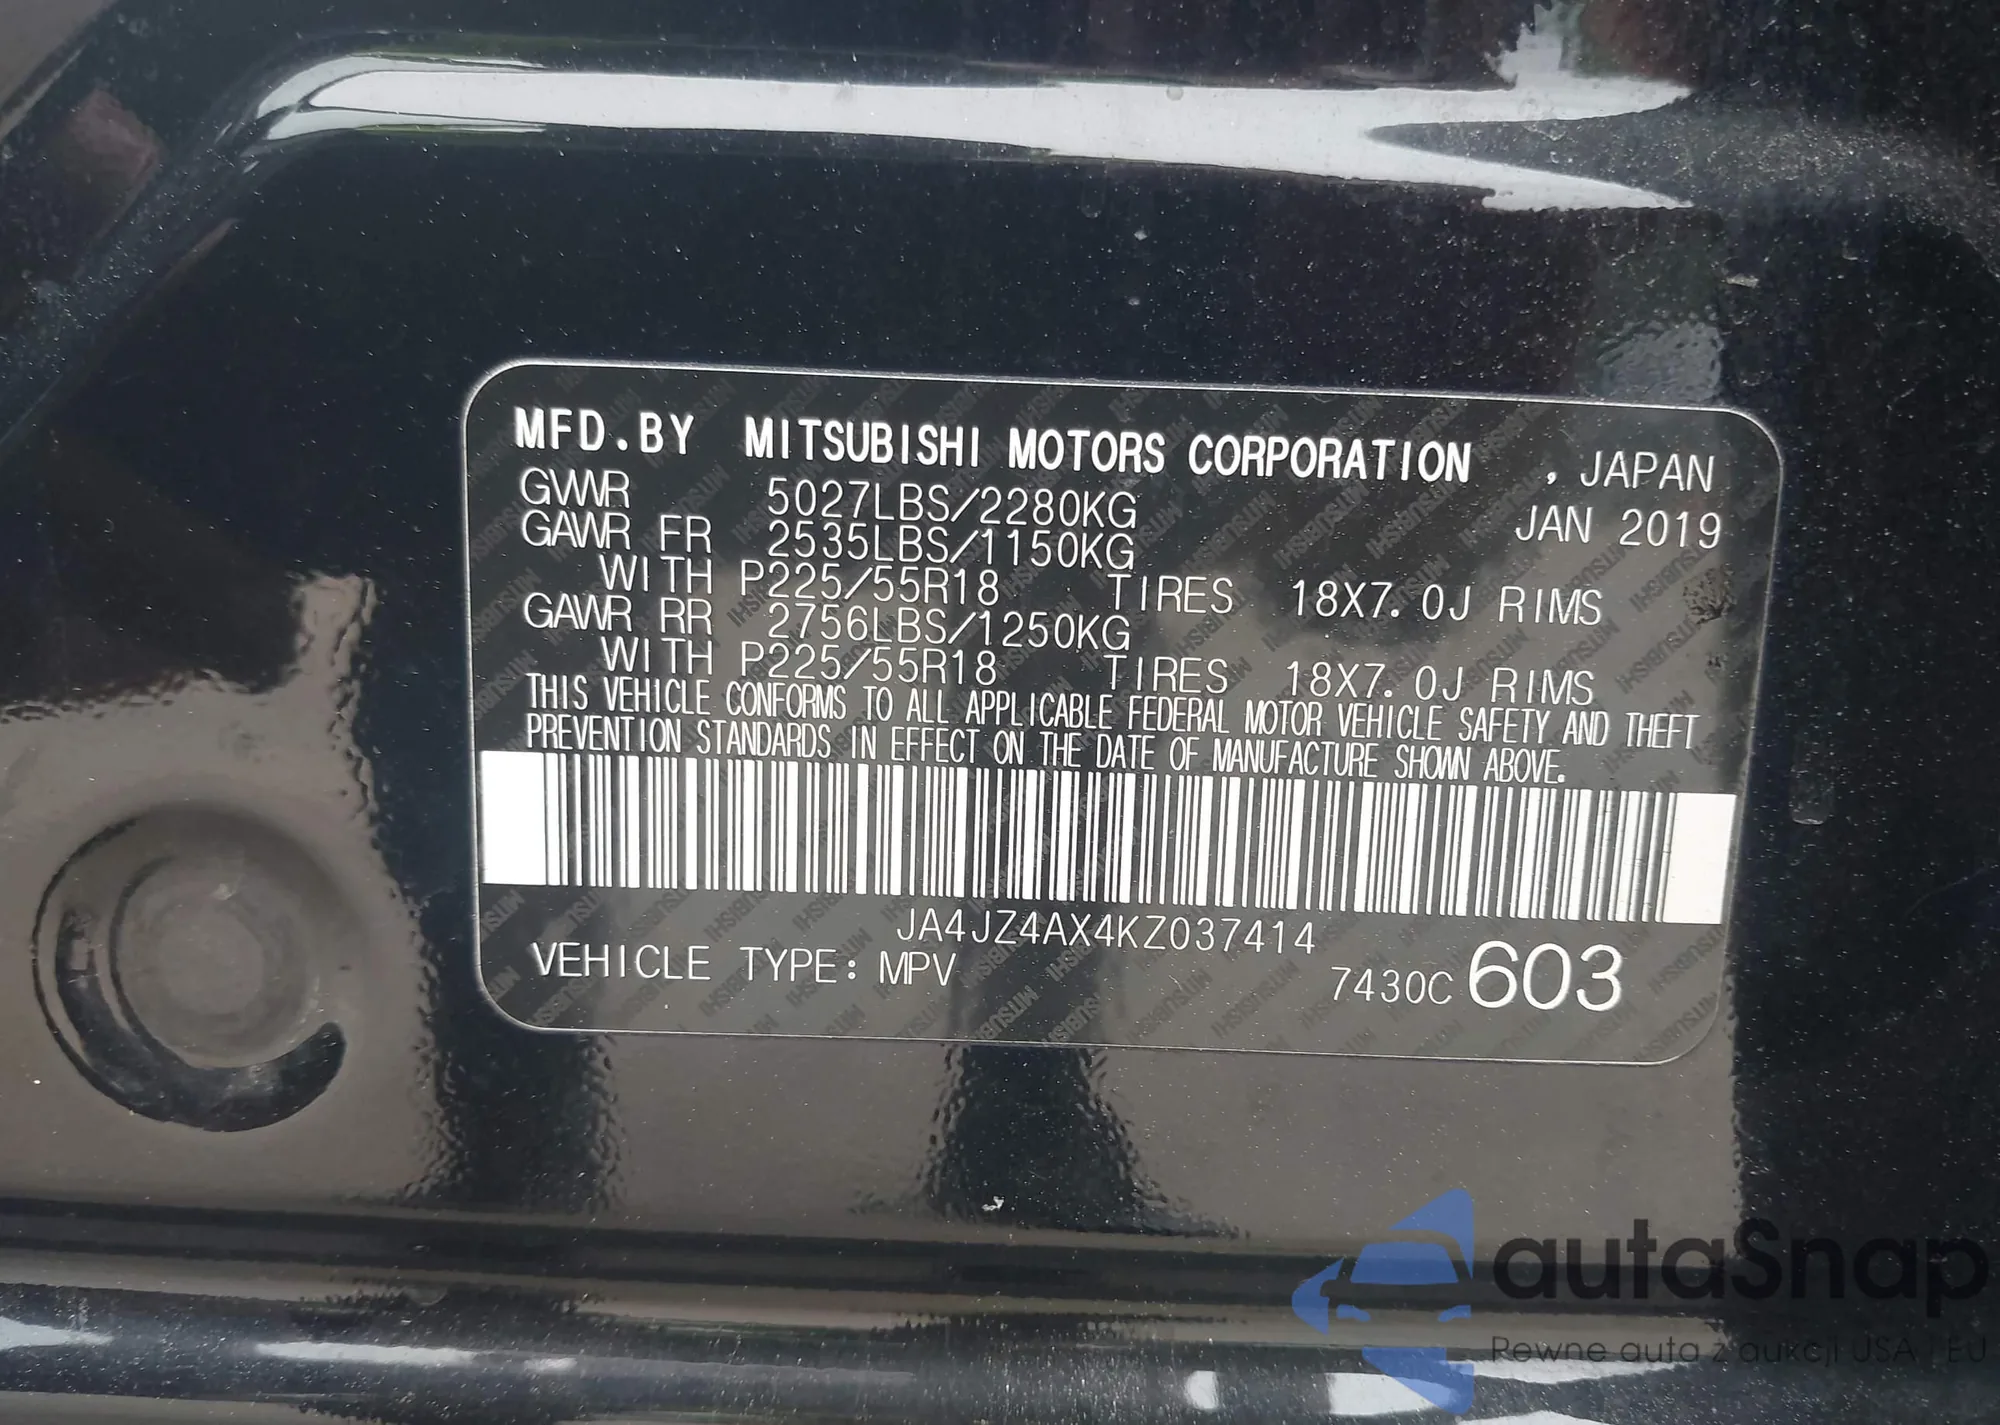 MFD.BY MITSUBISHI MOTORS CORPORATION , JAPAN
GVWR 5027LBS/2280KG JAN 2019
GAWR FR 2535LBS/1150KG
WITH P225/55R18 TIRES 18X7.0J RIMS
GAWR RR 2756LBS/1250KG
WITH P225/55R18 TIRES 18X7.0J RIMS
THIS VEHICLE CONFORMS TO ALL APPLICABLE FEDERAL MOTOR VEHICLE SAFETY AND THEFT
PREVENTION STANDARDS IN EFFECT ON THE DATE OF MANUFACTURE SHOWN ABOVE.
JA4JZ4AX4KZ037414
VEHICLE TYPE: MPV 7430C 603
autaSnap
Pewne auta z aukcji USA / EU